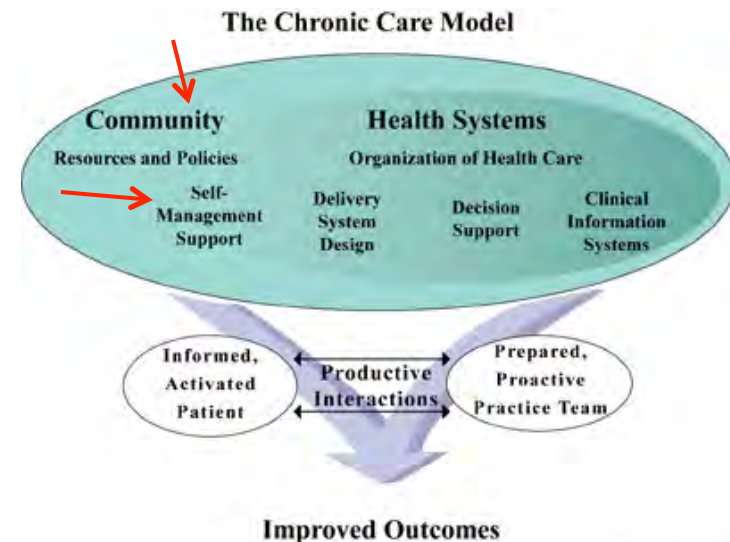 The Chronic Care Model
Community
Health Systems
Resources and Policies
Organization of Health Care
Self-
Management
Support
Delivery
System
Design
Decision
Support
Clinical
Information
Systems
Informed,
Activated
Patient
Productive
Interactions
Prepared,
Proactive
Practice Team
Improved Outcomes